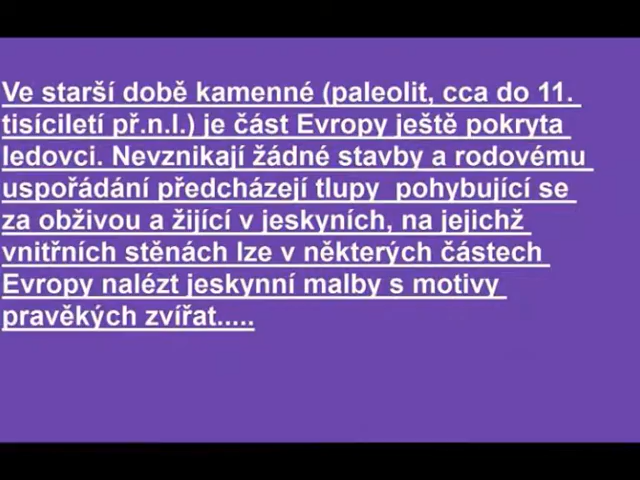 Ve starší době kamenné (paleolit, cca do 11.
tisíciletí př.n.l.) je část Evropy ještě pokryta
ledovci. Nevznikají žádné stavby a rodovému
uspořádání předcházejí tlupy  pohybující se
za obživou a žijící v jeskyních, na jejichž
vnitřních stěnách lze v některých částech
Evropy nalézt jeskynní malby s motivy
pravěkých zvířat.....